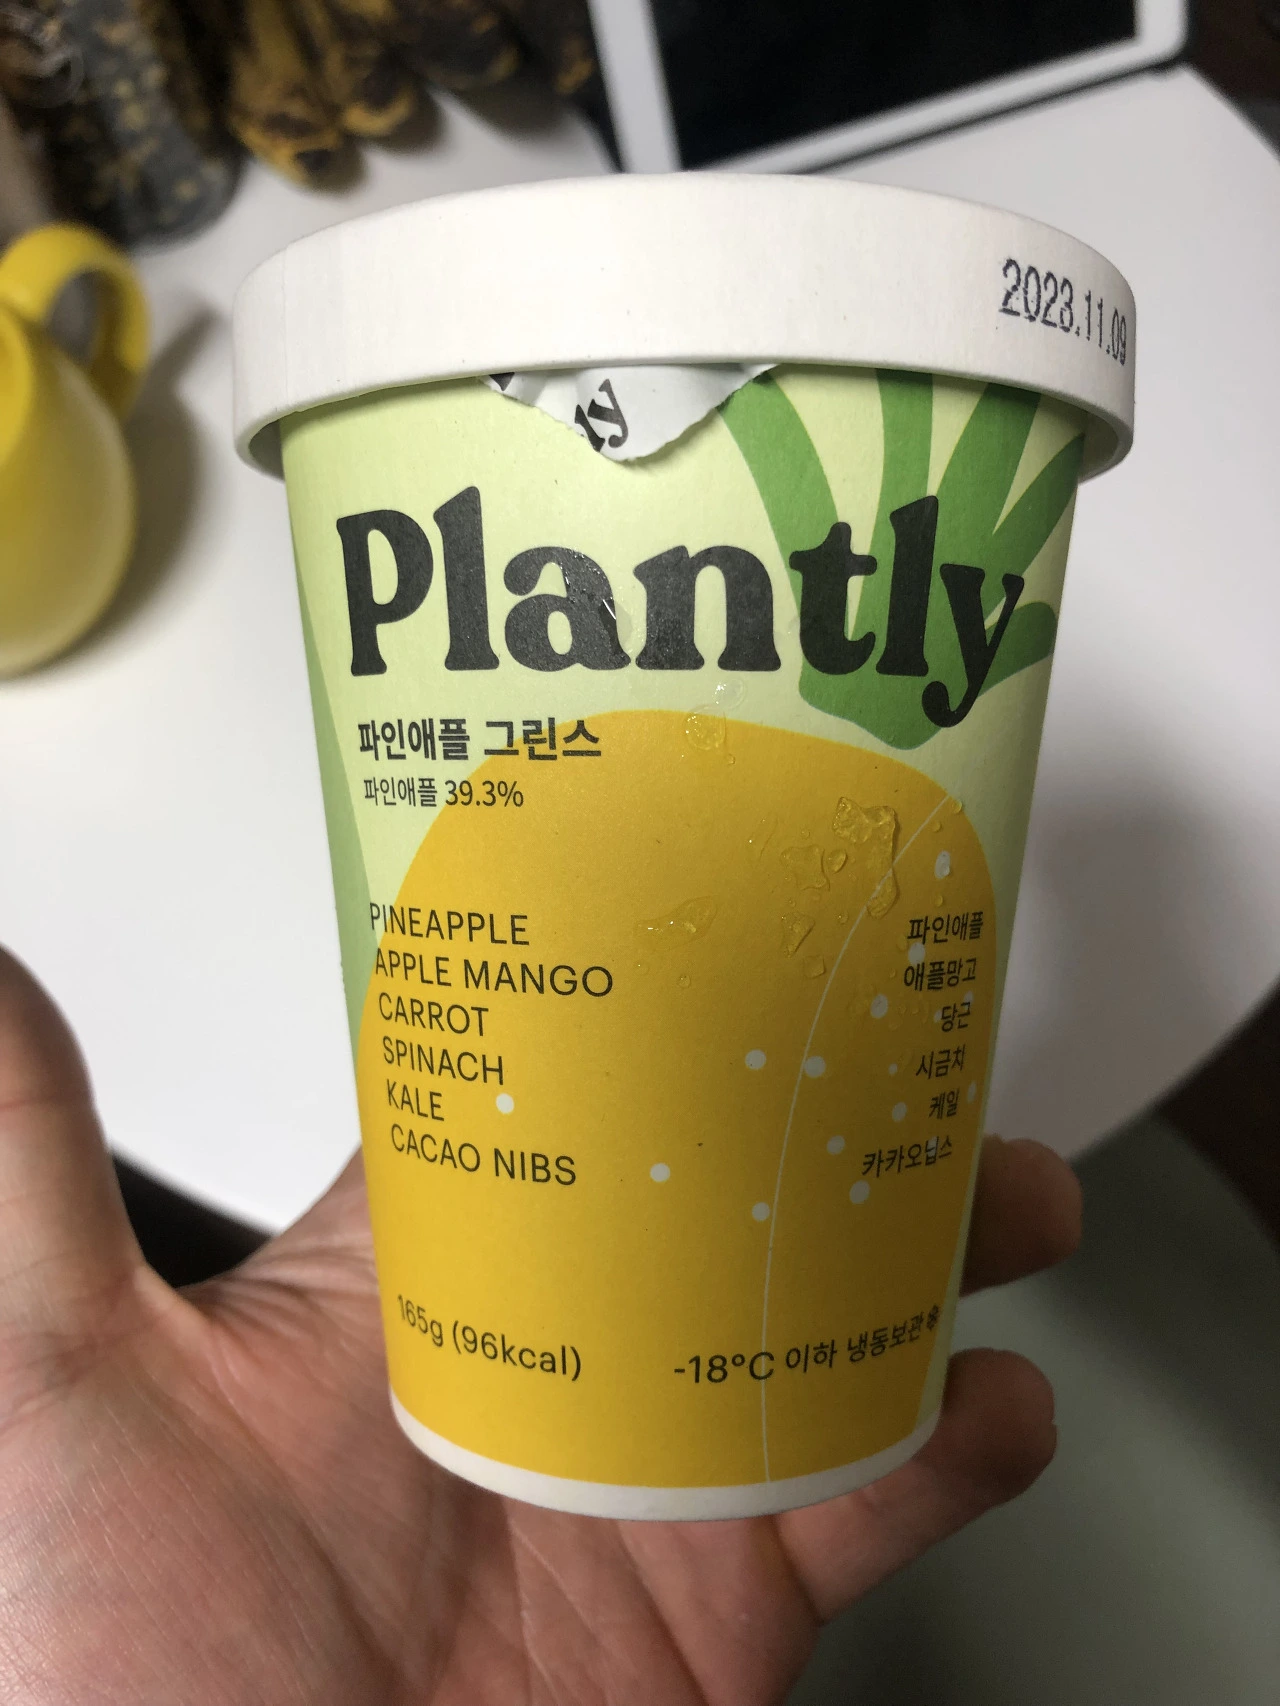 2023.11.09
ly
Plantly
파인애플 그린스
파인애플 39.3%
PINEAPPLE
APPLE MANGO
CARROT
SPINACH
KALE
CACAO NIBS
파인애플
애플망고
당근
시금치
케일
카카오닙스
165g (96kcal)
-18°C 이하 냉동보관